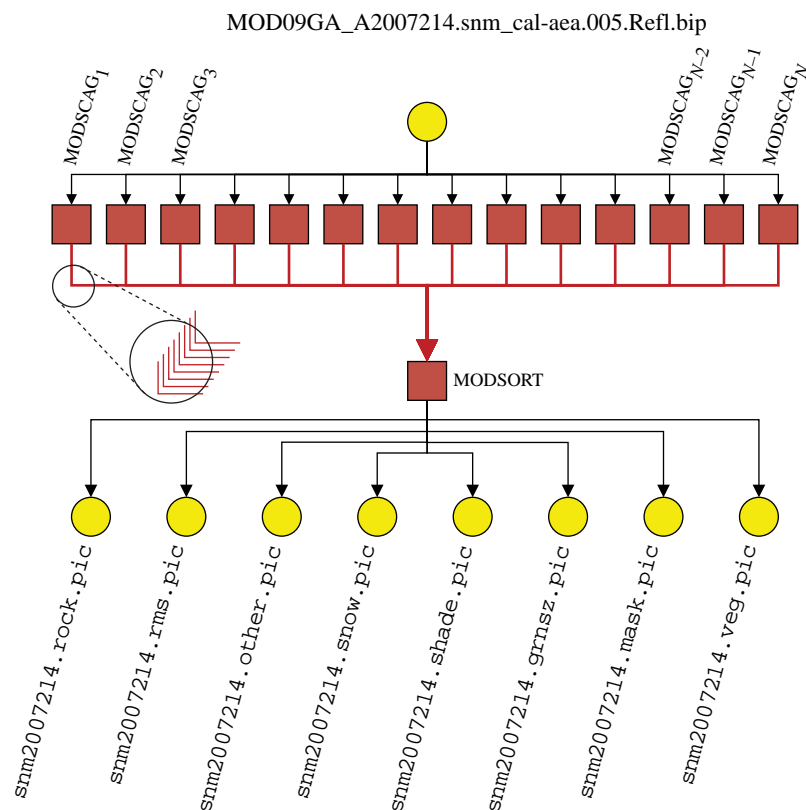 MOD09GA_A2007214.snm_cal-aea.005.Refl.bip
MODSCAG1
MODSCAG2
MODSCAG3
MODSCAGN–2
MODSCAGN–1
MODSCAGN
MODSORT
snm2007214.rock.pic
snm2007214.rms.pic
snm2007214.other.pic
snm2007214.snow.pic
snm2007214.shade.pic
snm2007214.grnsz.pic
snm2007214.mask.pic
snm2007214.veg.pic